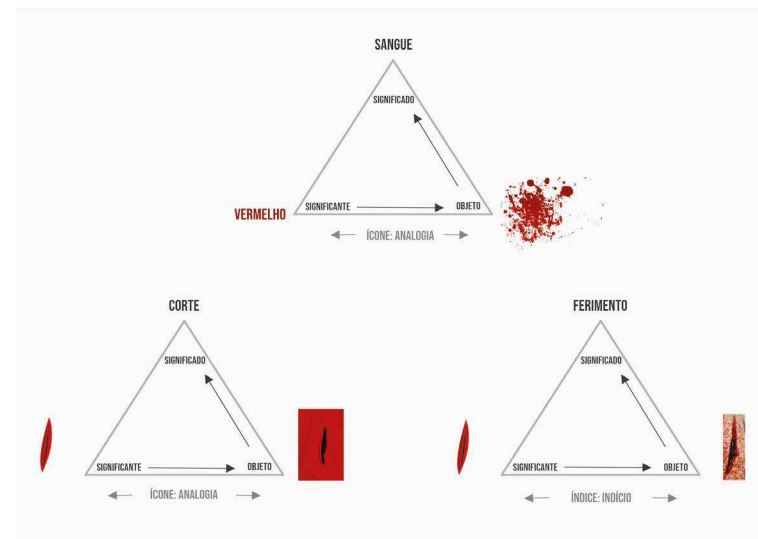 SANGUE
SIGNIFICADO
VERMELHO
SIGNIFICANTE
OBJETO
ÍCONE: ANALOGIA
CORTE
SIGNIFICADO
SIGNIFICANTE
OBJETO
ÍCONE: ANALOGIA
FERIMENTO
SIGNIFICADO
SIGNIFICANTE
OBJETO
ÍNDICE: INDÍCIO